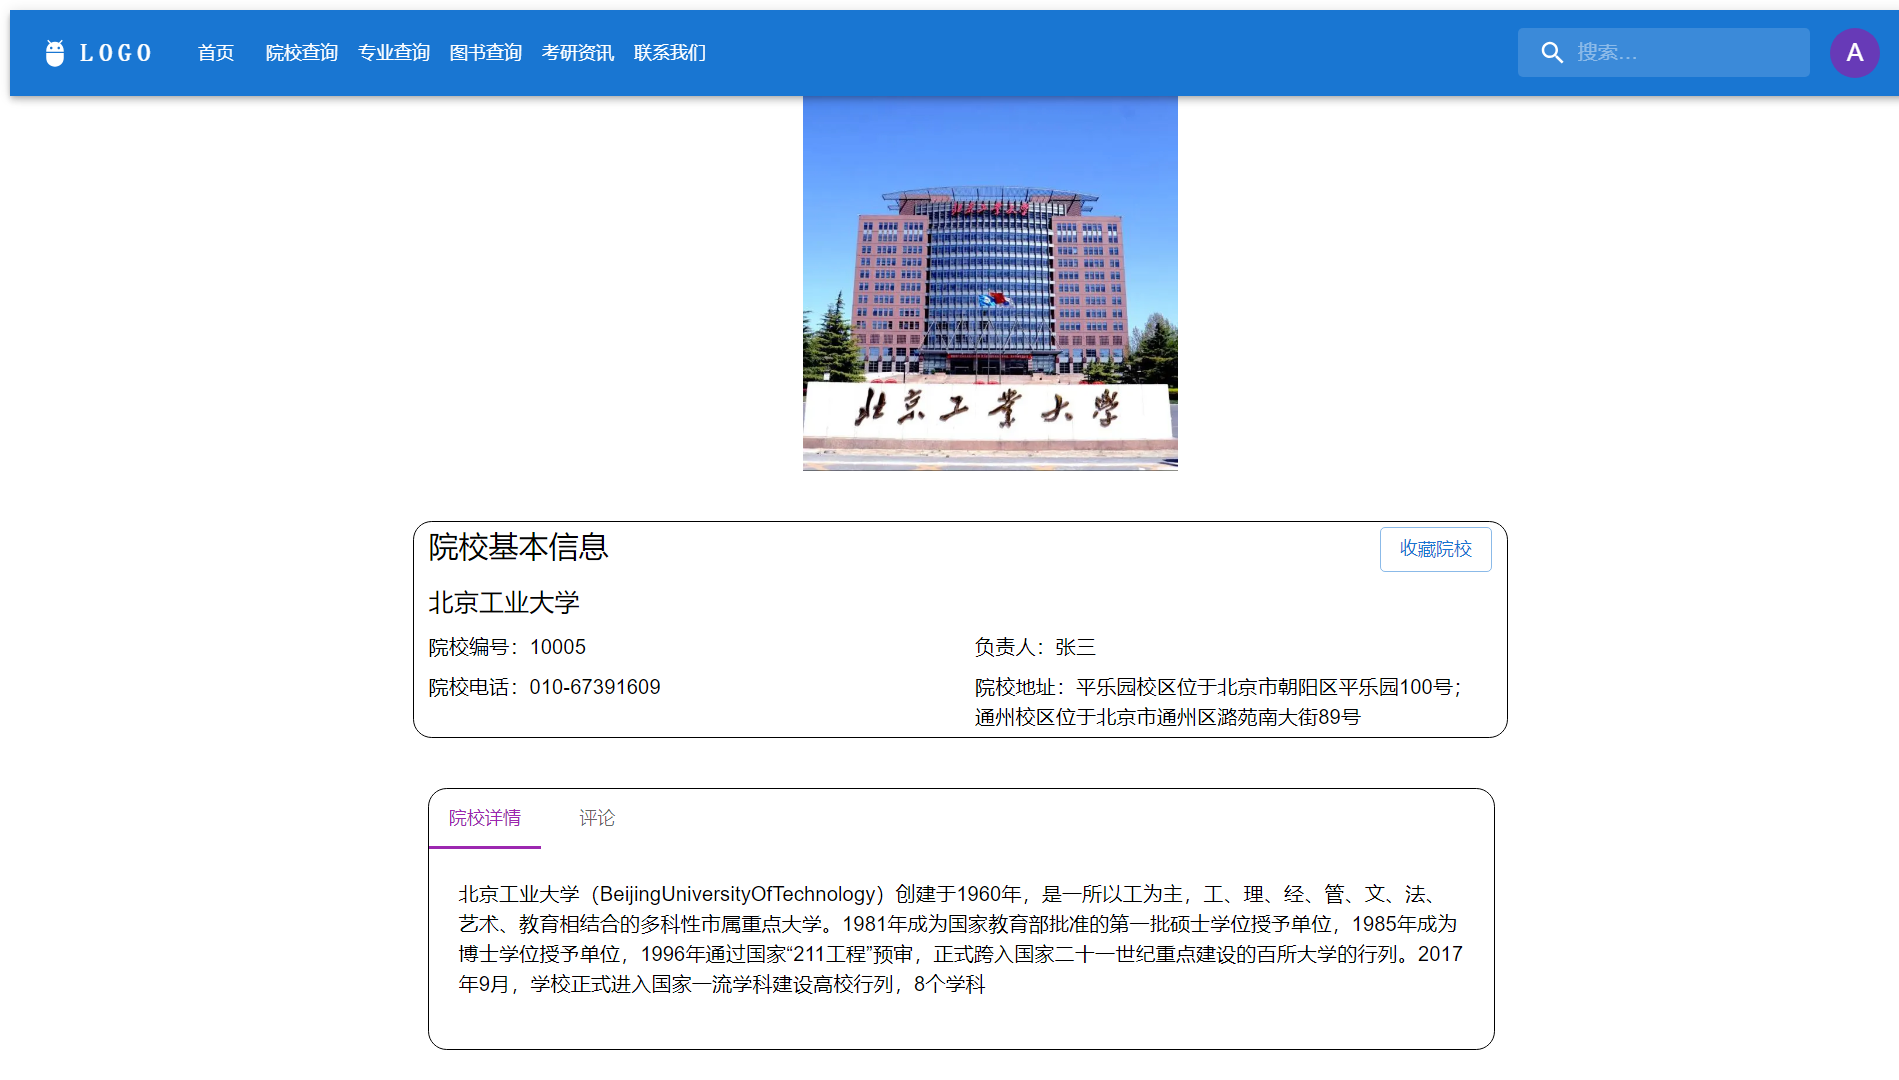 LOGO 首页 院校查询 专业查询 图书查询 考研资讯 联系我们 搜索... A
北京工业大学
北京工业大学
院校基本信息 收藏院校
北京工业大学
院校编号：10005 负责人：张三
院校电话：010-67391609 院校地址：平乐园校区位于北京市朝阳区平乐园100号；
通州校区位于北京市通州区潞苑南大街89号
院校详情 评论
北京工业大学（BeijingUniversityOfTechnology）创建于1960年，是一所以工为主，工、理、经、管、文、法、
艺术、教育相结合的多科性市属重点大学。1981年成为国家教育部批准的第一批硕士学位授予单位，1985年成为
博士学位授予单位，1996年通过国家“211工程”预审，正式跨入国家二十一世纪重点建设的百所大学的行列。2017
年9月，学校正式进入国家一流学科建设高校行列，8个学科